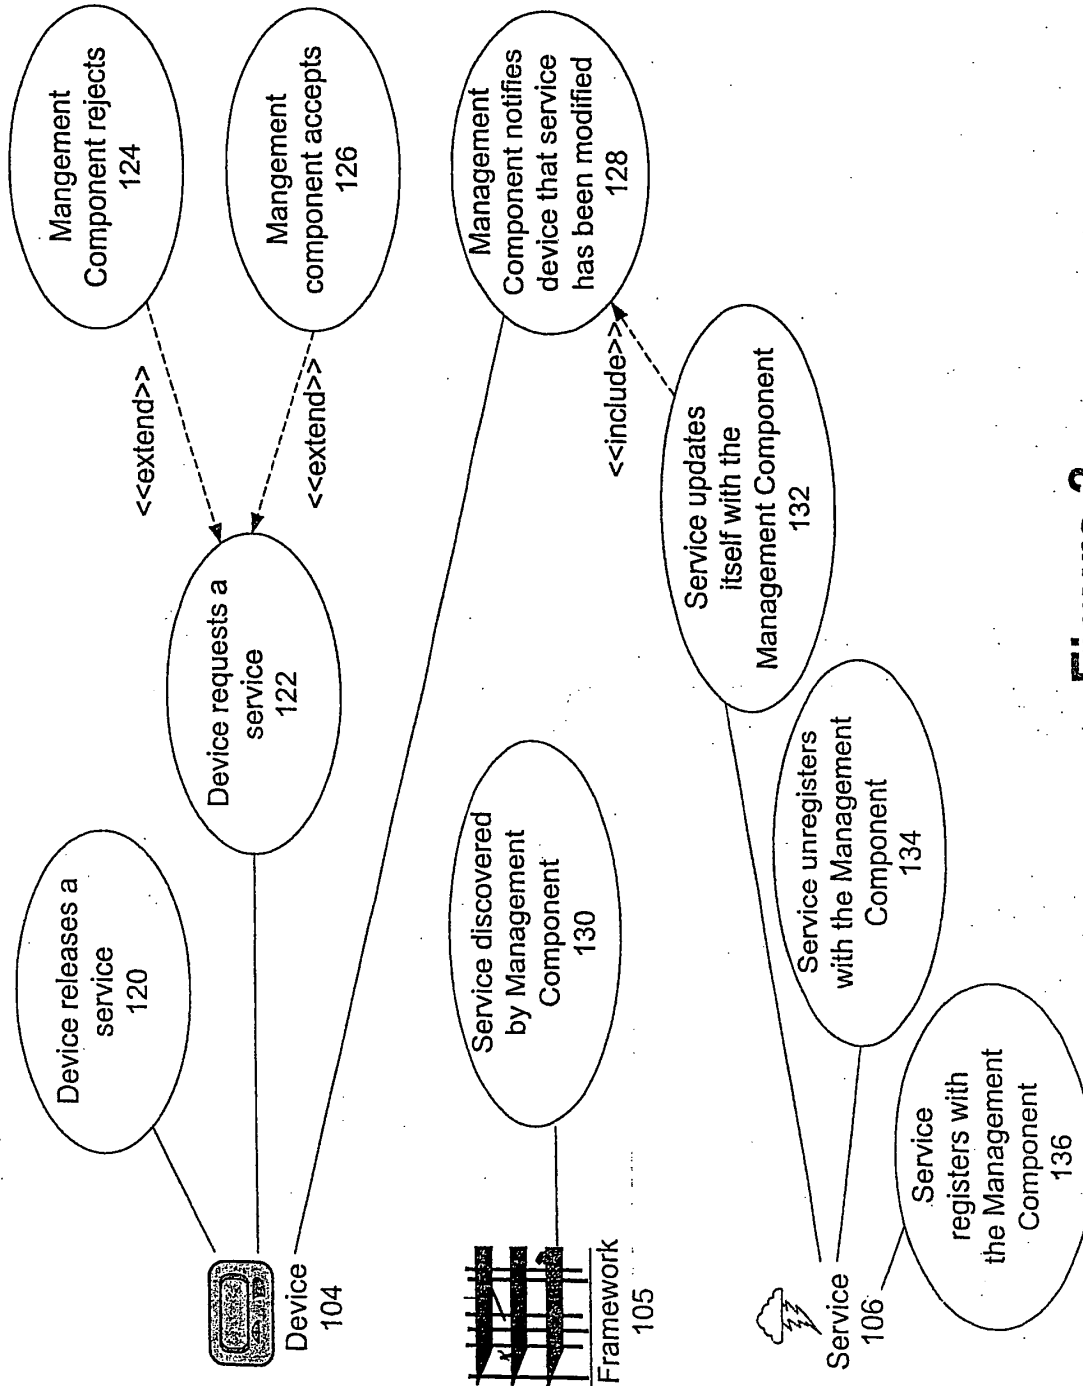 Mangement
Component rejects
124
Mangement
component accepts
126
Management
Component notifies
device that service
has been modified
128
<<extend>>
<<extend>>
<<include>>
Device requests a
service
122
Service updates
itself with the
Management Component
132
Device releases a
service
120
Service discovered
by Management
Component
130
Service unregisters
with the Management
Component
134
Service
registers with
the Management
Component
136
Device
104
Framework
105
Service
106